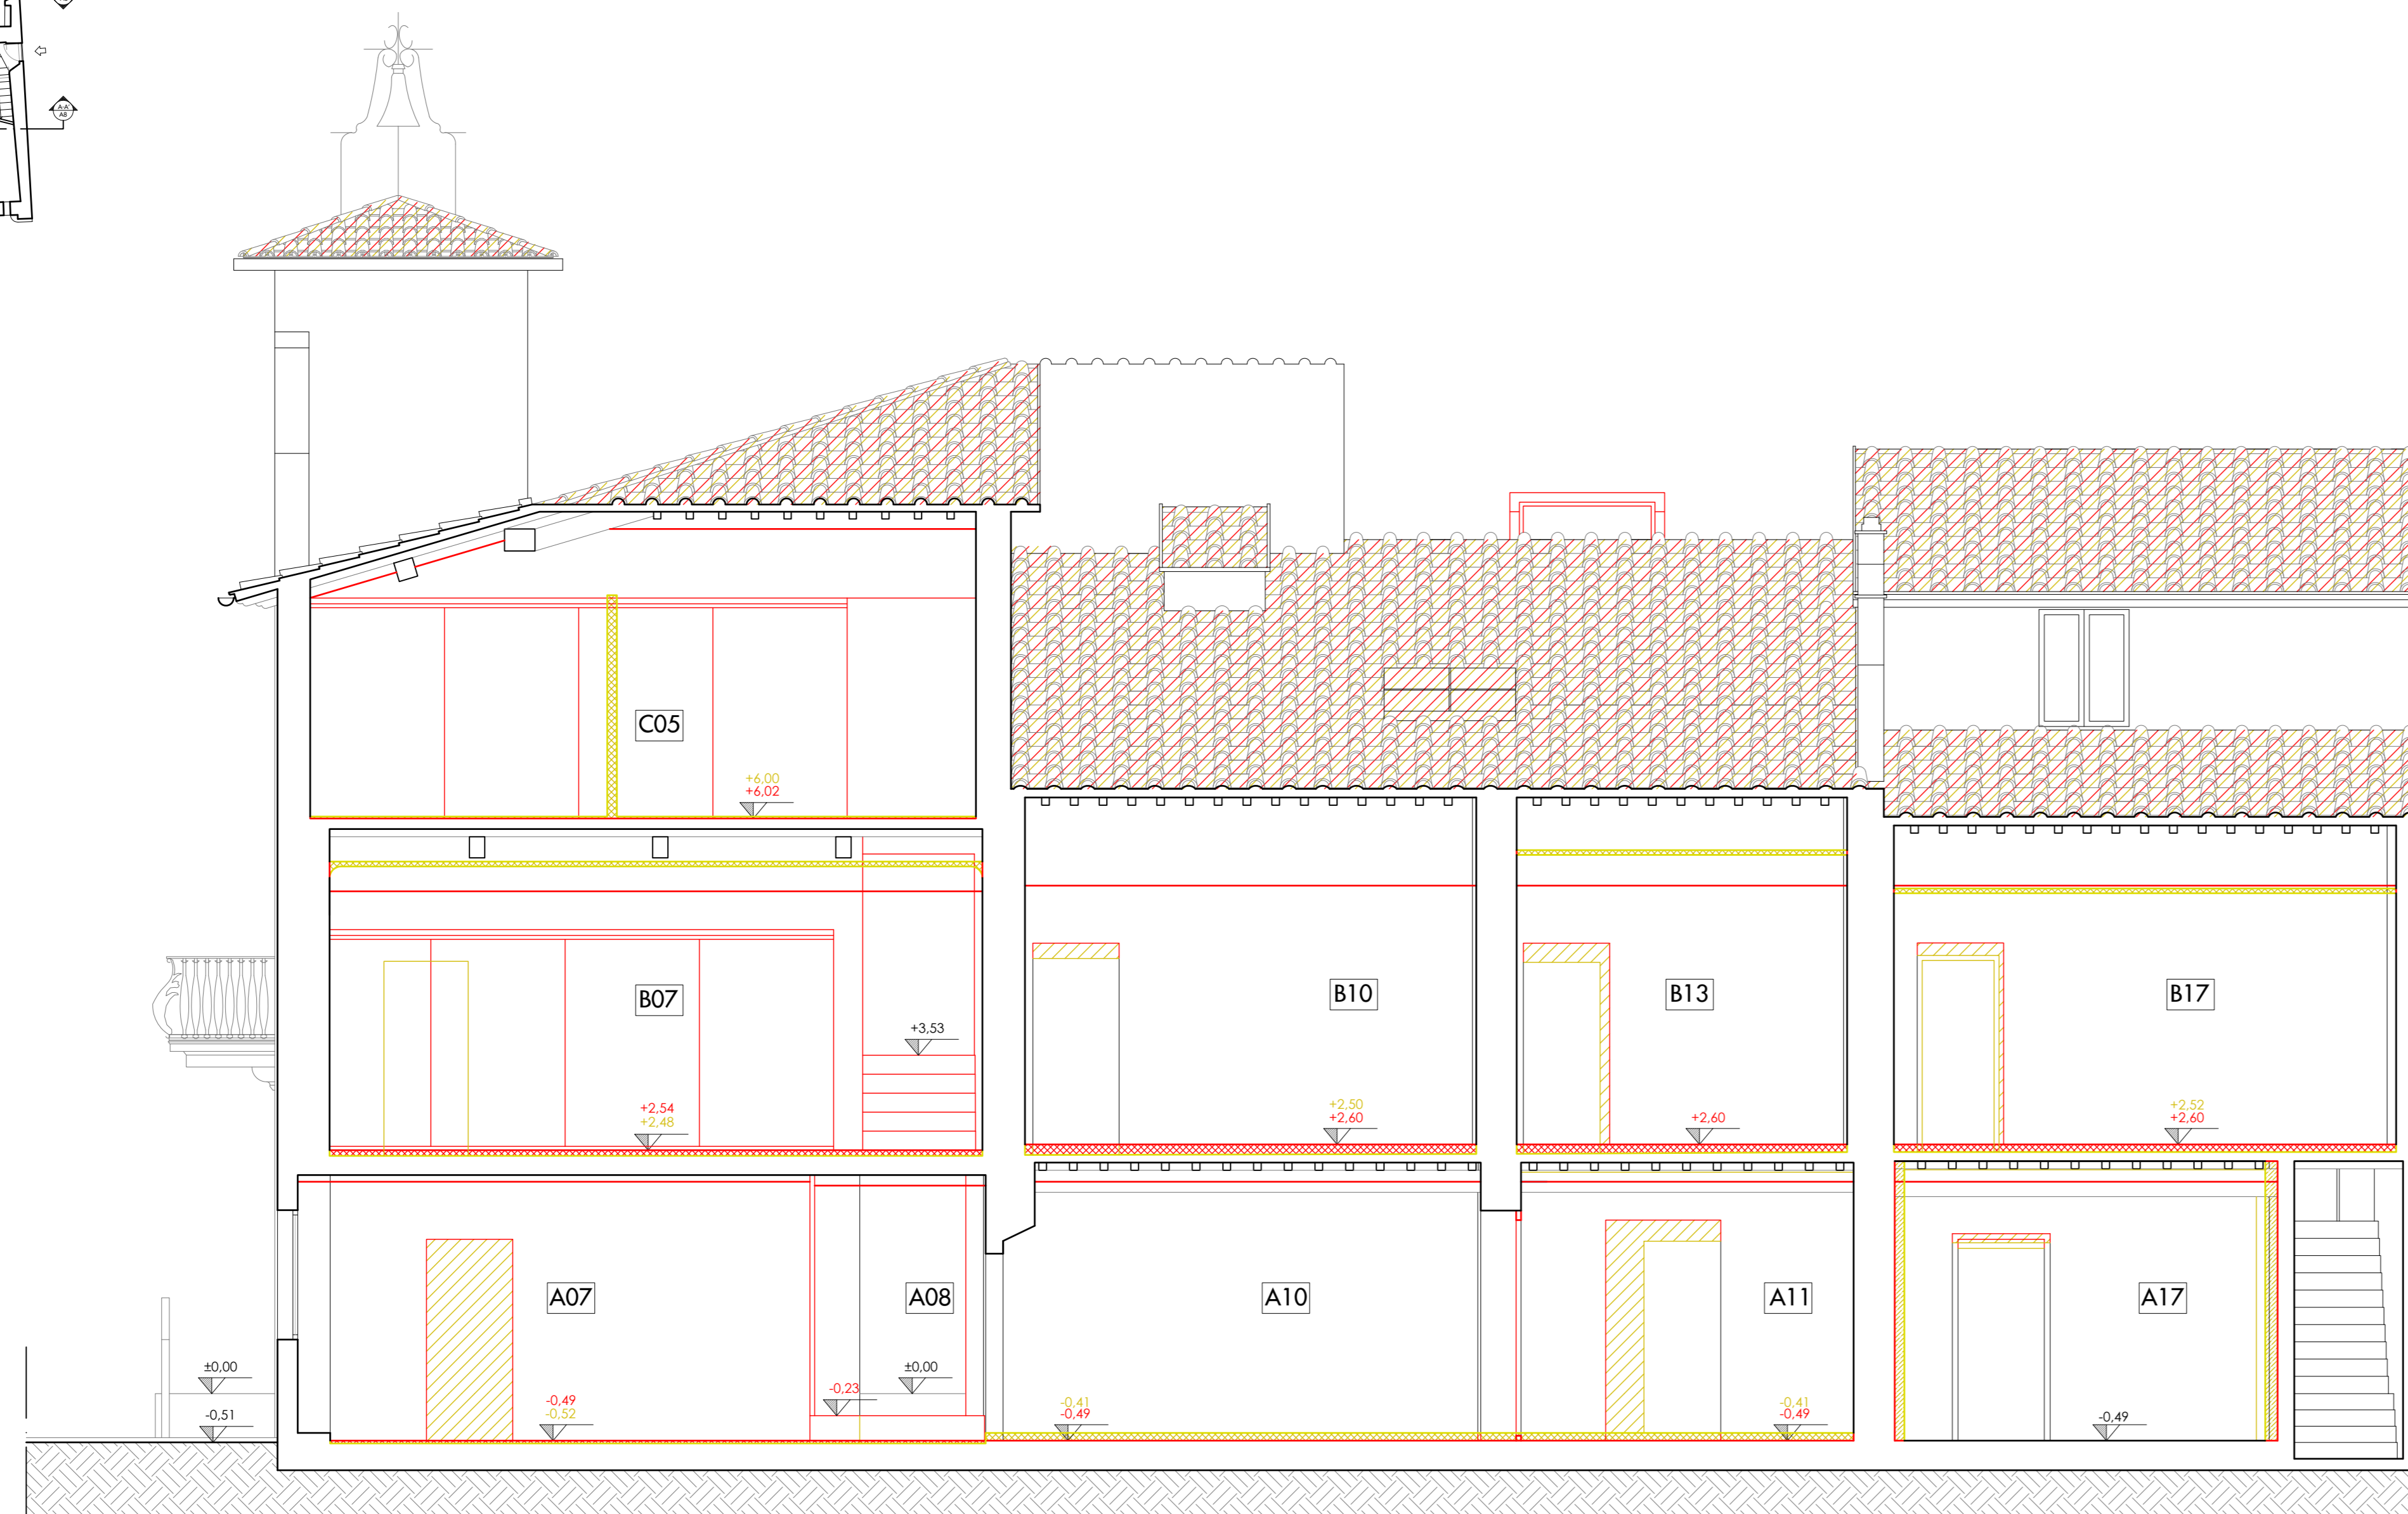 A-A'
A8
C05
+6,00
+6,02
B07
+3,53
+2,54
+2,48
B10
+2,50
+2,60
B13
+2,60
B17
+2,52
+2,60
A07
-0,49
-0,52
A08
±0,00
-0,23
A10
-0,41
-0,49
A11
-0,41
-0,49
A17
-0,49
±0,00
-0,51